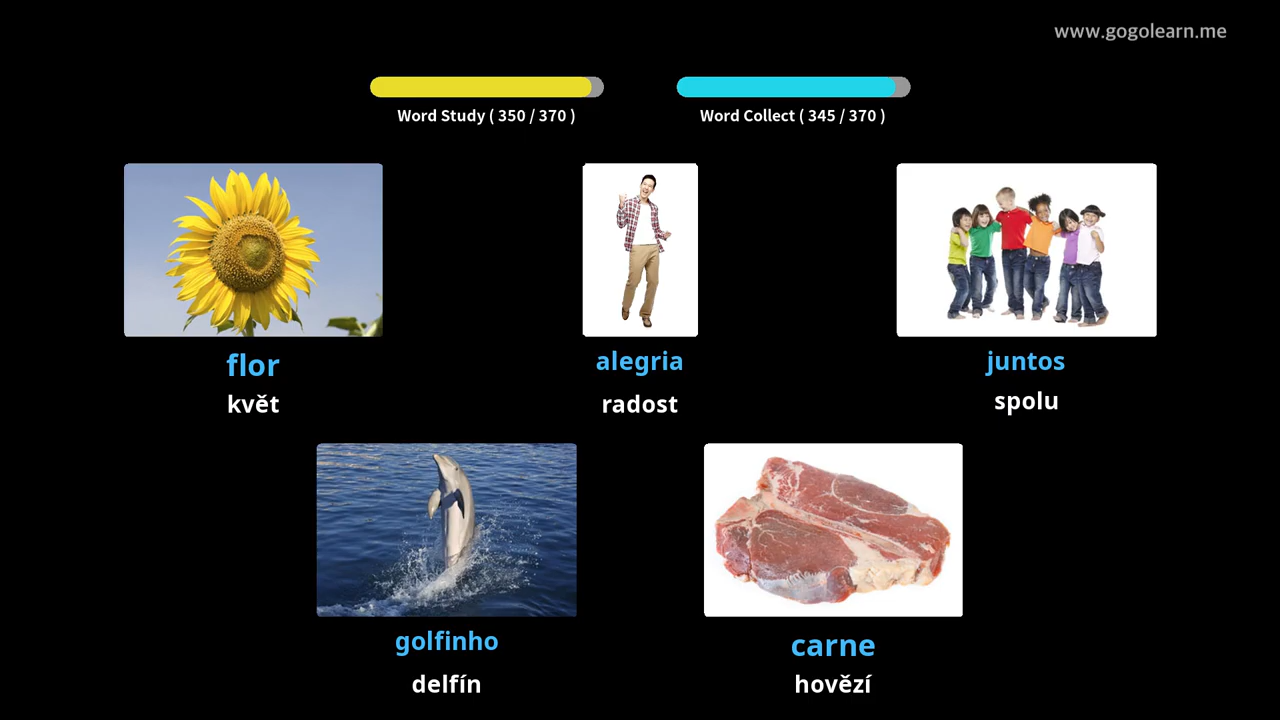 www.gogolearn.me
Word Study ( 350 / 370 )
Word Collect ( 345 / 370 )
flor
květ
alegria
radost
juntos
spolu
golfinho
delfín
carne
hovězí